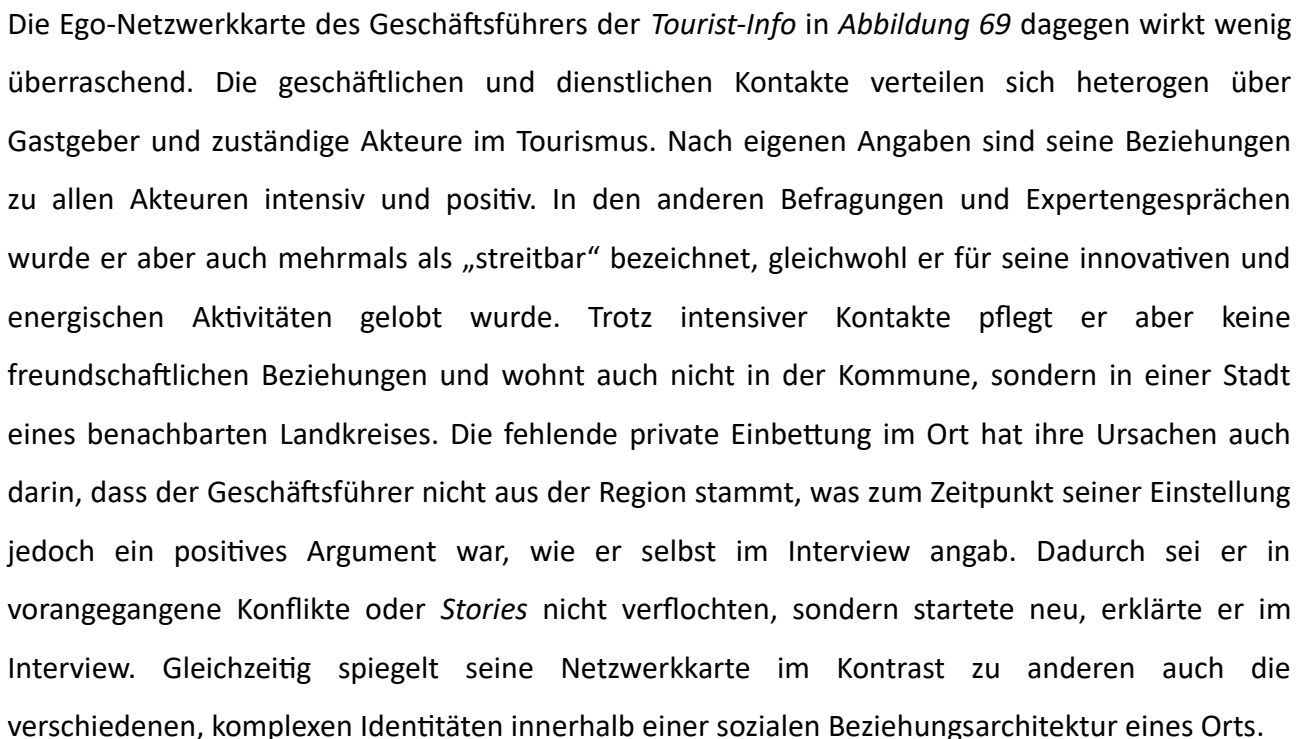 Die Ego-Netzwerkkarte des Geschäftsführers der Tourist-Info in Abbildung 69 dagegen wirkt wenig
überraschend. Die geschäftlichen und dienstlichen Kontakte verteilen sich heterogen über
Gastgeber und zuständige Akteure im Tourismus. Nach eigenen Angaben sind seine Beziehungen
zu allen Akteuren intensiv und positiv. In den anderen Befragungen und Expertengesprächen
wurde er aber auch mehrmals als „streitbar“ bezeichnet, gleichwohl er für seine innovativen und
energischen Aktivitäten gelobt wurde. Trotz intensiver Kontakte pflegt er aber keine
freundschaftlichen Beziehungen und wohnt auch nicht in der Kommune, sondern in einer Stadt
eines benachbarten Landkreises. Die fehlende private Einbettung im Ort hat ihre Ursachen auch
darin, dass der Geschäftsführer nicht aus der Region stammt, was zum Zeitpunkt seiner Einstellung
jedoch ein positives Argument war, wie er selbst im Interview angab. Dadurch sei er in
vorangegangene Konflikte oder Stories nicht verflochten, sondern startete neu, erklärte er im
Interview. Gleichzeitig spiegelt seine Netzwerkkarte im Kontrast zu anderen auch die
verschiedenen, komplexen Identitäten innerhalb einer sozialen Beziehungsarchitektur eines Orts.